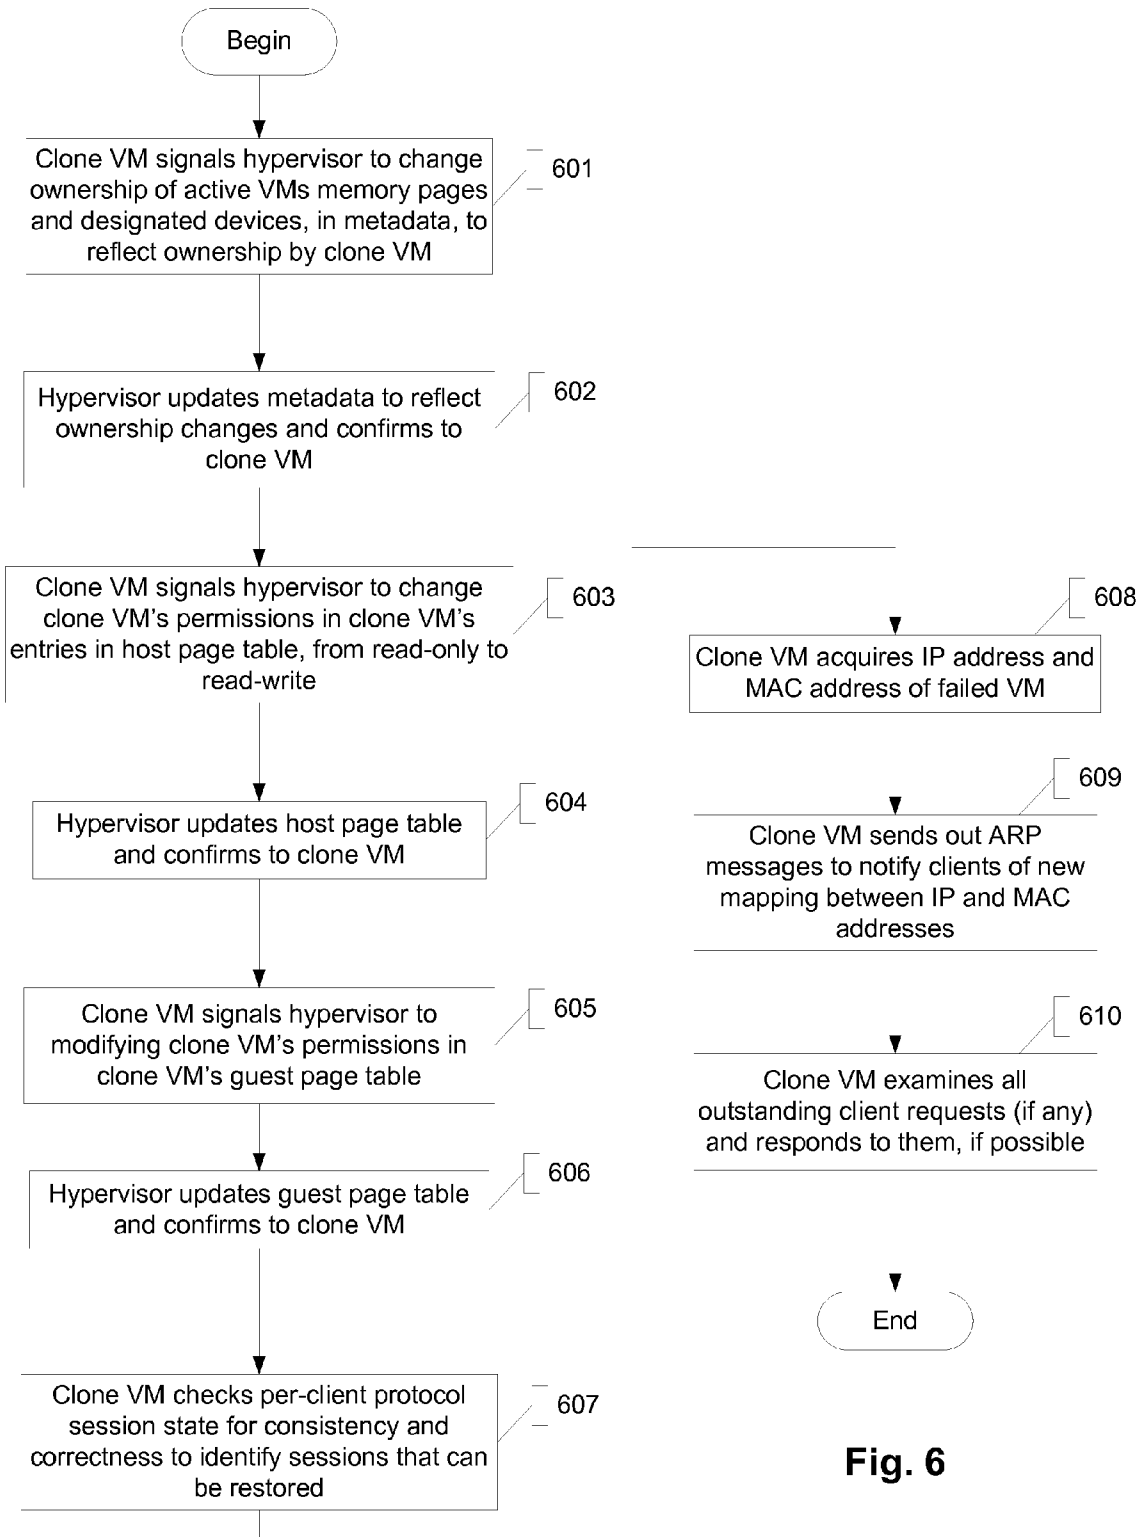 Begin
Clone VM signals hypervisor to change
ownership of active VMs memory pages
and designated devices, in metadata, to
reflect ownership by clone VM
601
Hypervisor updates metadata to reflect
ownership changes and confirms to
clone VM
602
Clone VM signals hypervisor to change
clone VM's permissions in clone VM's
entries in host page table, from read-only to
read-write
603
Hypervisor updates host page table
and confirms to clone VM
604
Clone VM signals hypervisor to
modifying clone VM's permissions in
clone VM's guest page table
605
Hypervisor updates guest page table
and confirms to clone VM
606
Clone VM checks per-client protocol
session state for consistency and
correctness to identify sessions that can
be restored
607
Clone VM acquires IP address and
MAC address of failed VM
608
Clone VM sends out ARP
messages to notify clients of new
mapping between IP and MAC
addresses
609
Clone VM examines all
outstanding client requests (if any)
and responds to them, if possible
610
End
Fig. 6